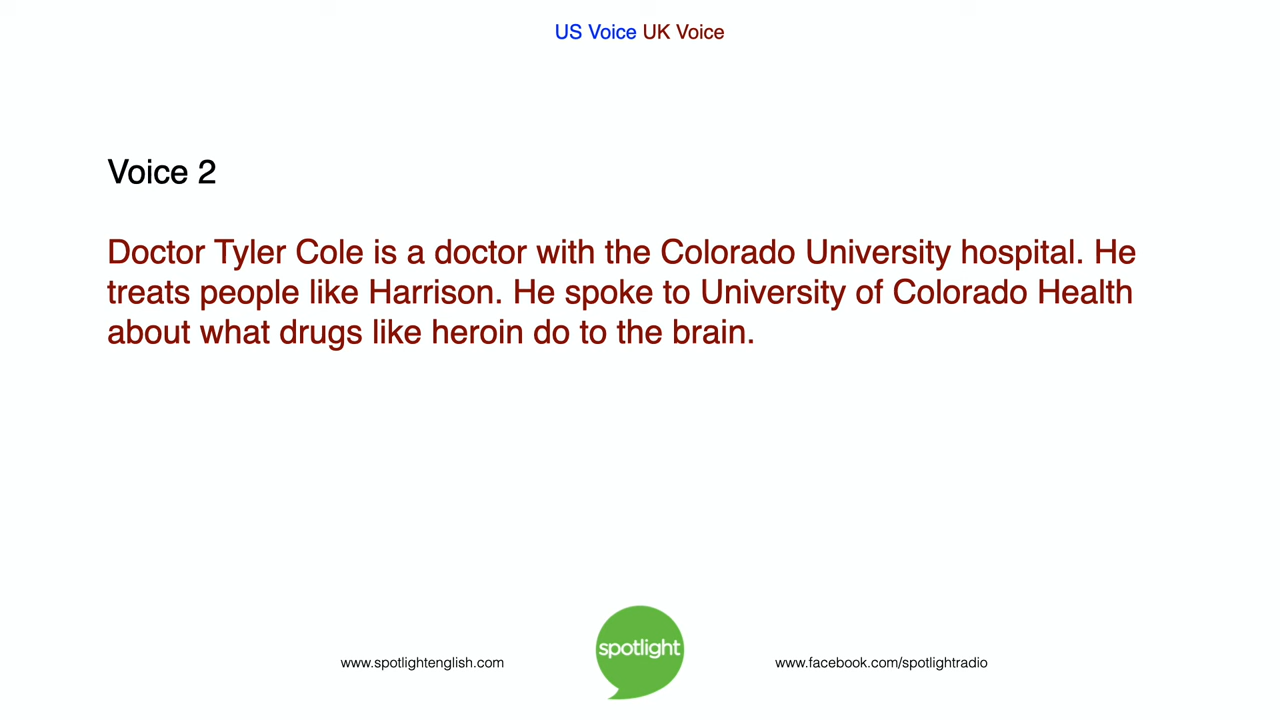 US Voice UK Voice
Voice 2
Doctor Tyler Cole is a doctor with the Colorado University hospital. He
treats people like Harrison. He spoke to University of Colorado Health
about what drugs like heroin do to the brain.
www.spotlightenglish.com
spotlight
www.facebook.com/spotlightradio